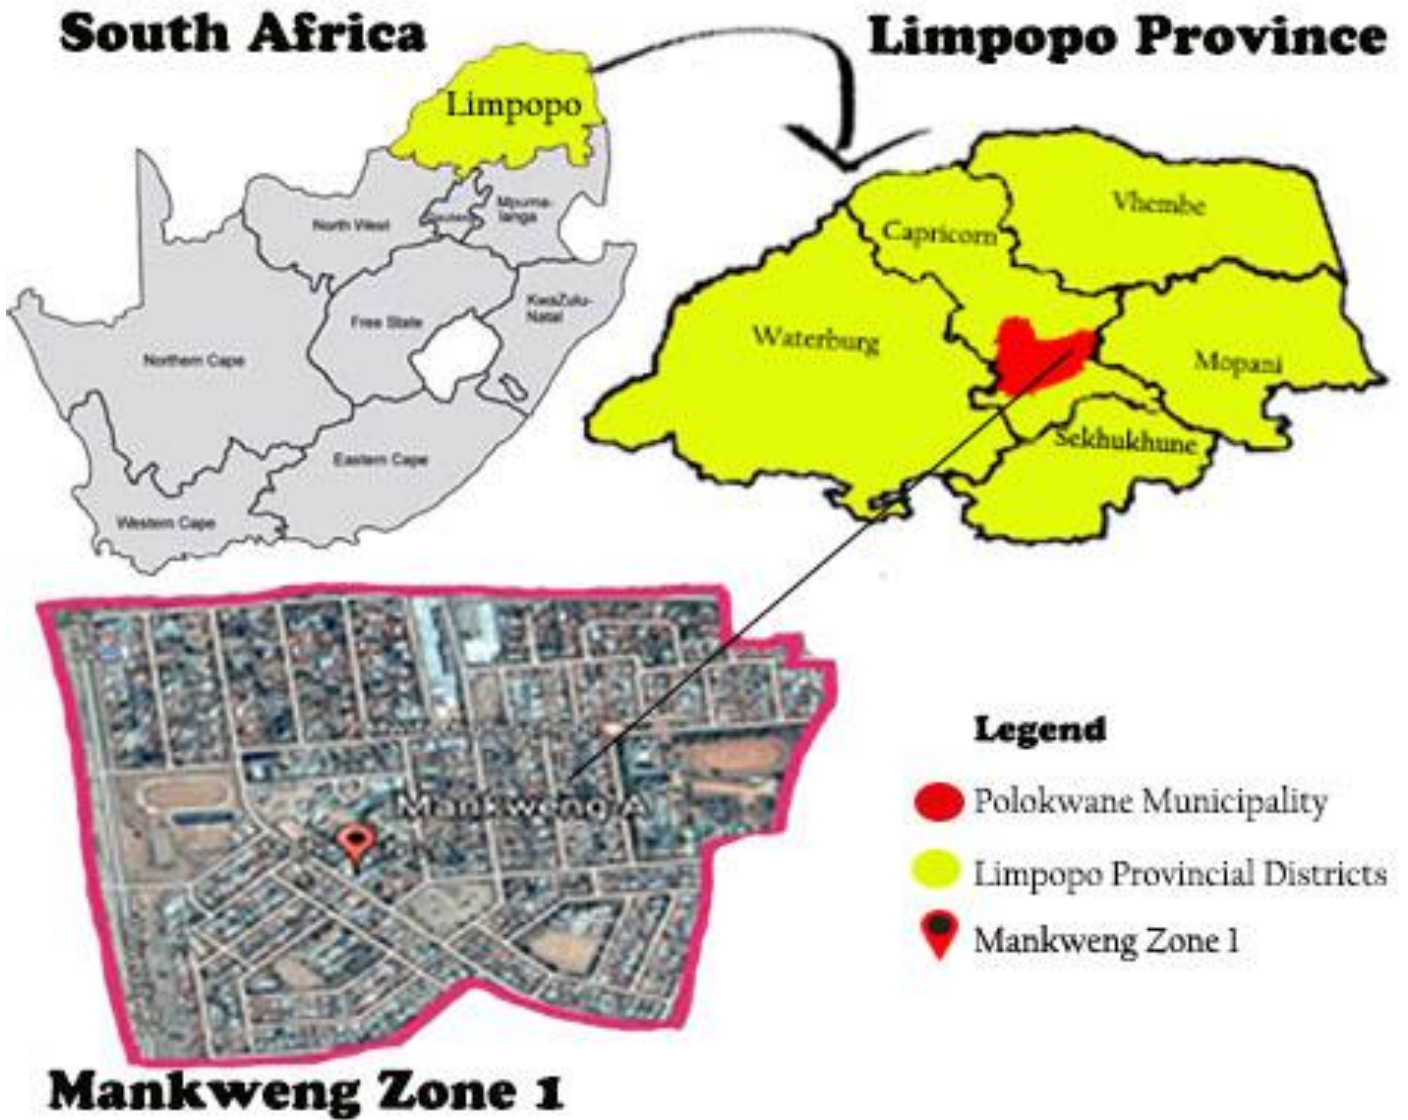 South Africa
Limpopo Province
Limpopo
North West
Mpuma-
langa
Free State
KwaZulu-
Natal
Northern Cape
Eastern Cape
Western Cape
Vhembe
Capricorn
Waterburg
Mopani
Sekhukhune
Mankweng A
Legend
Polokwane Municipality
Limpopo Provincial Districts
Mankweng Zone 1
Mankweng Zone 1